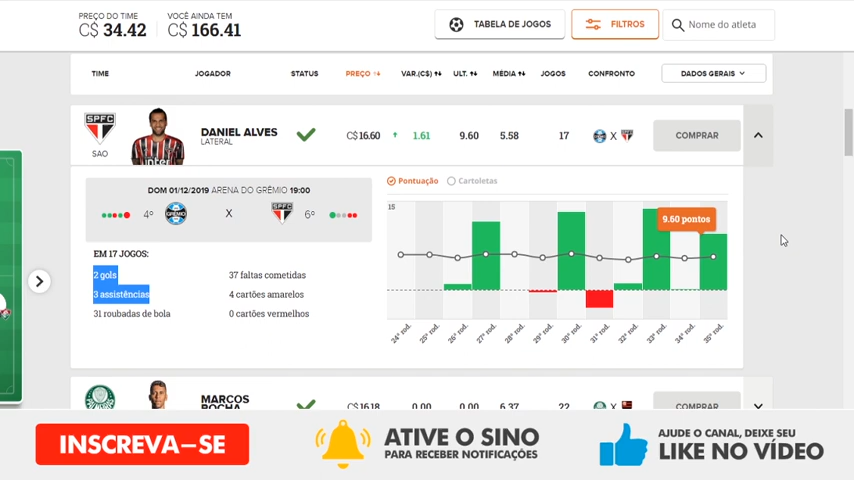 PREÇO DO TIME
C$ 34.42
VOCÊ AINDA TEM
C$ 166.41
TABELA DE JOGOS
FILTROS
Nome do atleta
TIME JOGADOR STATUS PREÇO VAR.(C$) ULT. MÉDIA JOGOS CONFRONTO DADOS GERAIS
SPFC
SAO
DANIEL ALVES
LATERAL
C$ 16.60 1.61 9.60 5.58 17 X COMPRAR
DOM 01/12/2019 ARENA DO GRÊMIO 19:00
4º X 6º
EM 17 JOGOS:
2 gols
3 assistências
31 roubadas de bola
37 faltas cometidas
4 cartões amarelos
0 cartões vermelhos
Pontuação Cartoletas
15
9.60 pontos
24ª rod. 25ª rod. 26ª rod. 27ª rod. 28ª rod. 29ª rod. 30ª rod. 31ª rod. 32ª rod. 33ª rod. 34ª rod. 35ª rod.
MARCOS
ROCHA
C$ 16.18 0.00 0.00 6.37 22 X COMPRAR
INSCREVA-SE
ATIVE O SINO
PARA RECEBER NOTIFICAÇÕES
AJUDE O CANAL, DEIXE SEU
LIKE NO VÍDEO